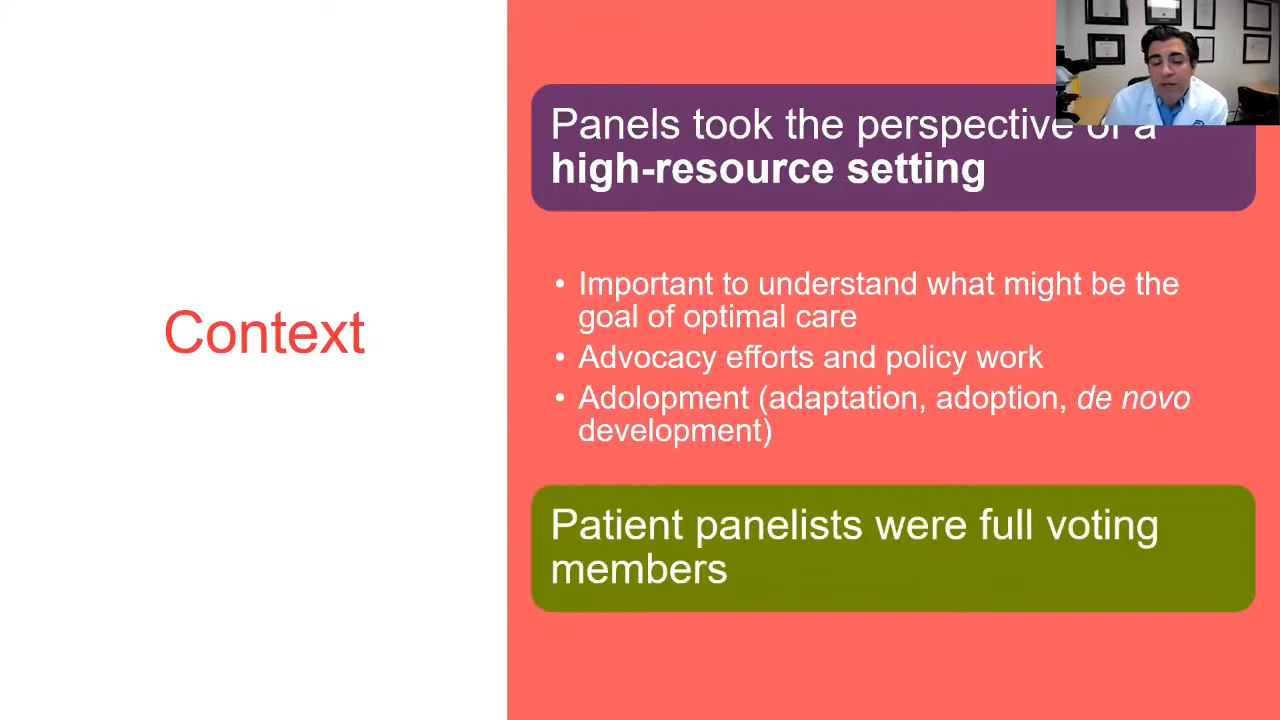 Context
Panels took the perspective of a
high-resource setting
• Important to understand what might be the
goal of optimal care
• Advocacy efforts and policy work
• Adolopment (adaptation, adoption, de novo
development)
Patient panelists were full voting
members